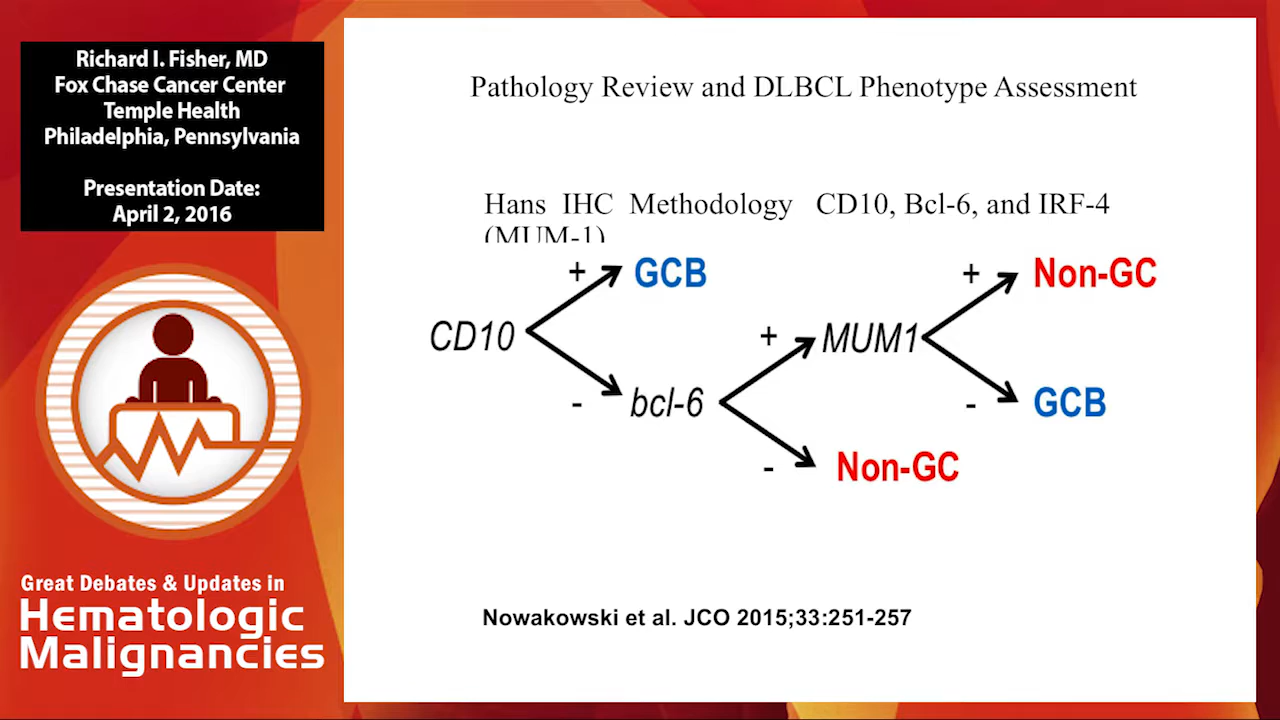 Richard I. Fisher, MD
Fox Chase Cancer Center
Temple Health
Philadelphia, Pennsylvania
Presentation Date:
April 2, 2016
Great Debates & Updates in
Hematologic
Malignancies
Pathology Review and DLBCL Phenotype Assessment
Hans IHC Methodology CD10, Bcl-6, and IRF-4
(MUM-1)
+ GCB + Non-GC
CD10 + MUM1
- bcl-6 - GCB
- Non-GC
Nowakowski et al. JCO 2015;33:251-257